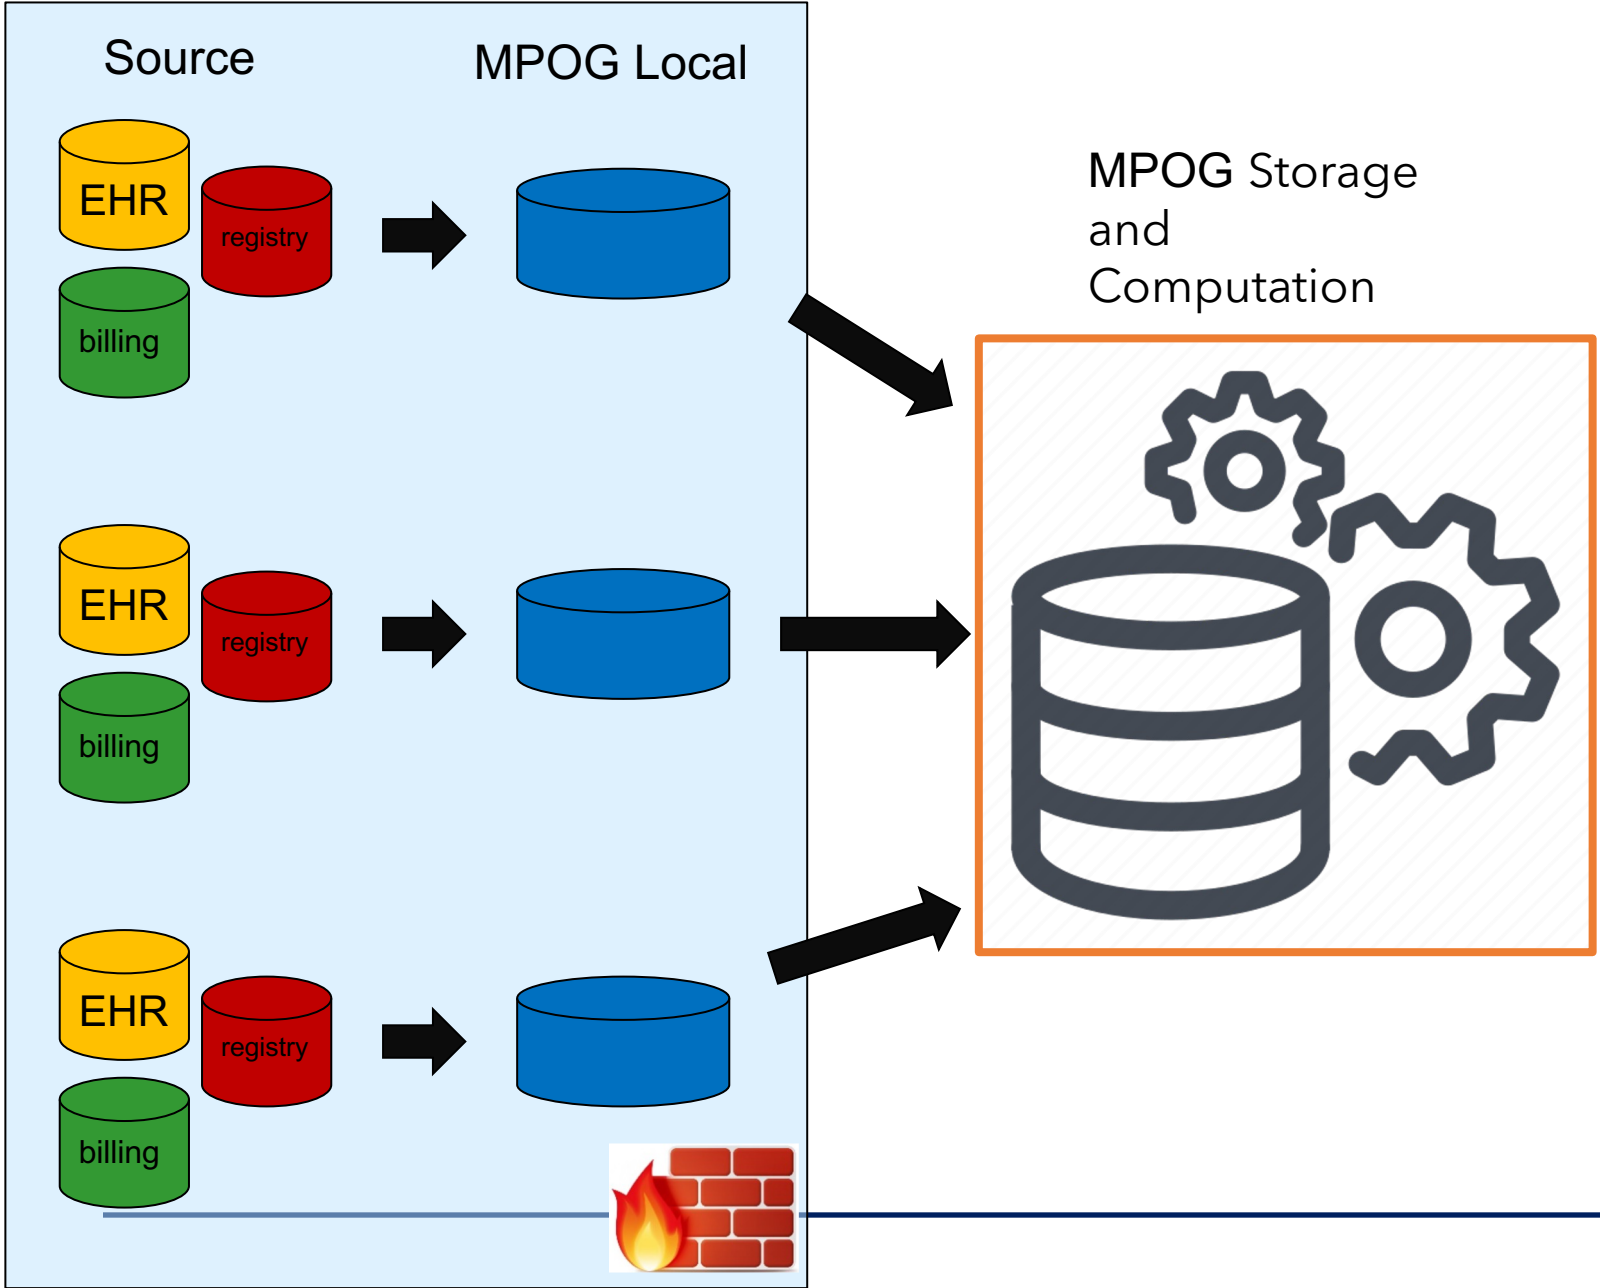 Source
MPOG Local
EHR
registry
billing
MPOG Storage
and
Computation
EHR
registry
billing
EHR
registry
billing